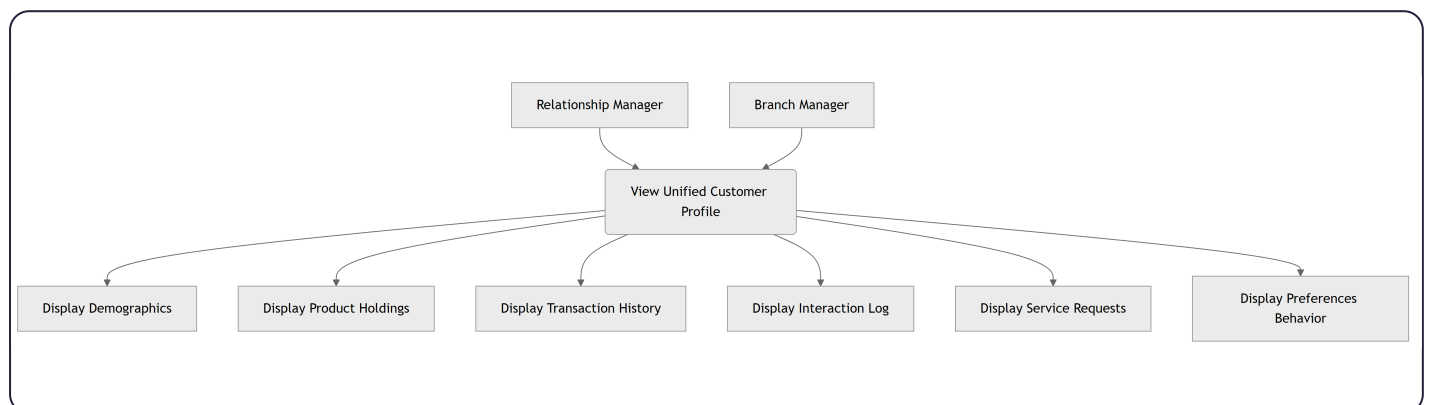 Relationship Manager
Branch Manager
View Unified Customer
Profile
Display Demographics
Display Product Holdings
Display Transaction History
Display Interaction Log
Display Service Requests
Display Preferences
Behavior